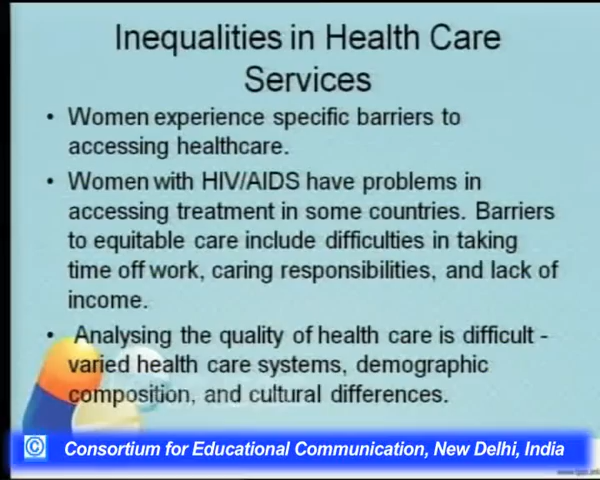 Inequalities in Health Care
Services
• Women experience specific barriers to
accessing healthcare.
• Women with HIV/AIDS have problems in
accessing treatment in some countries. Barriers
to equitable care include difficulties in taking
time off work, caring responsibilities, and lack of
income.
• Analysing the quality of health care is difficult -
varied health care systems, demographic
composition, and cultural differences.
© Consortium for Educational Communication, New Delhi, India